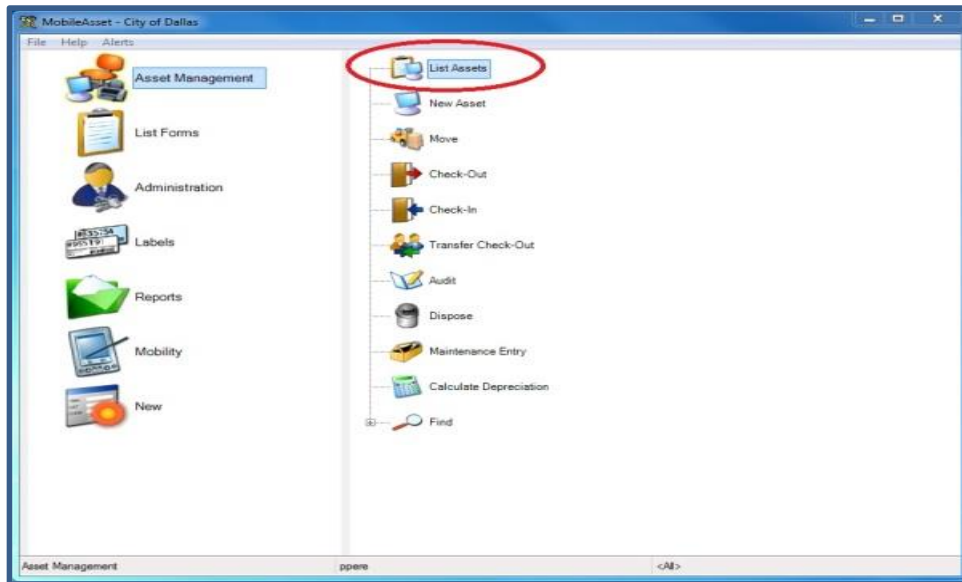 MobileAsset - City of Dallas
File Help Alerts
Asset Management
List Forms
Administration
Labels
Reports
Mobility
New
List Assets
New Asset
Move
Check-Out
Check-In
Transfer Check-Out
Audit
Dispose
Maintenance Entry
Calculate Depreciation
Find
Asset Management ppere <All>